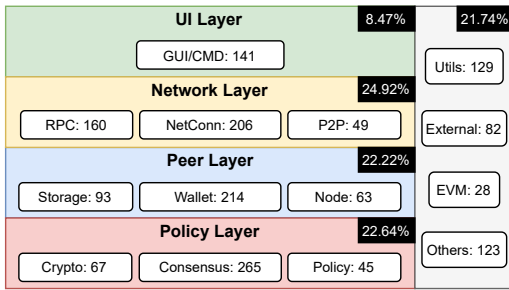 UI Layer
8.47%
GUI/CMD: 141
Network Layer
24.92%
RPC: 160
NetConn: 206
P2P: 49
Peer Layer
22.22%
Storage: 93
Wallet: 214
Node: 63
Policy Layer
22.64%
Crypto: 67
Consensus: 265
Policy: 45
21.74%
Utils: 129
External: 82
EVM: 28
Others: 123